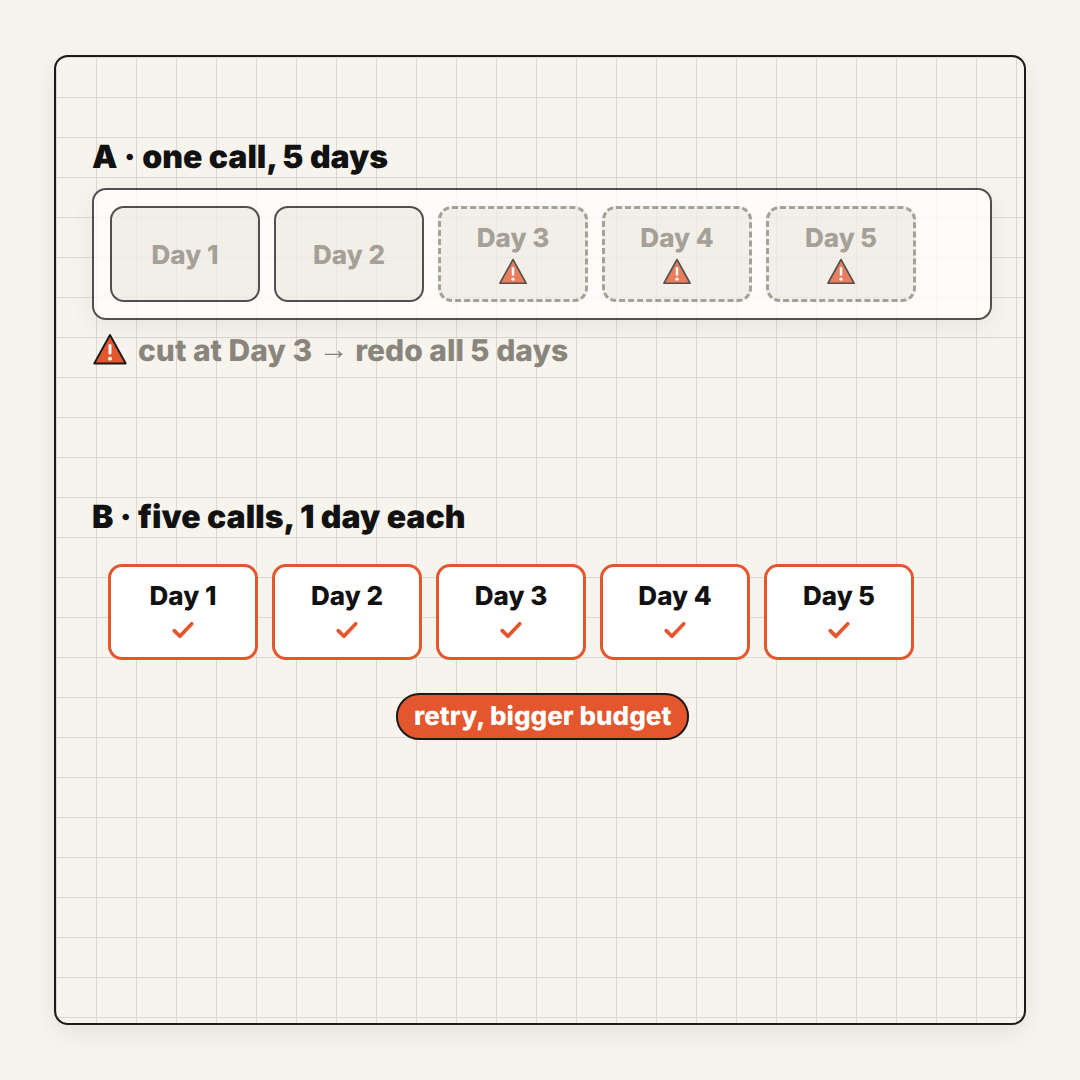 A · one call, 5 days
Day 1
Day 2
Day 3
Day 4
Day 5
cut at Day 3 → redo all 5 days
B · five calls, 1 day each
Day 1
Day 2
Day 3
Day 4
Day 5
retry, bigger budget